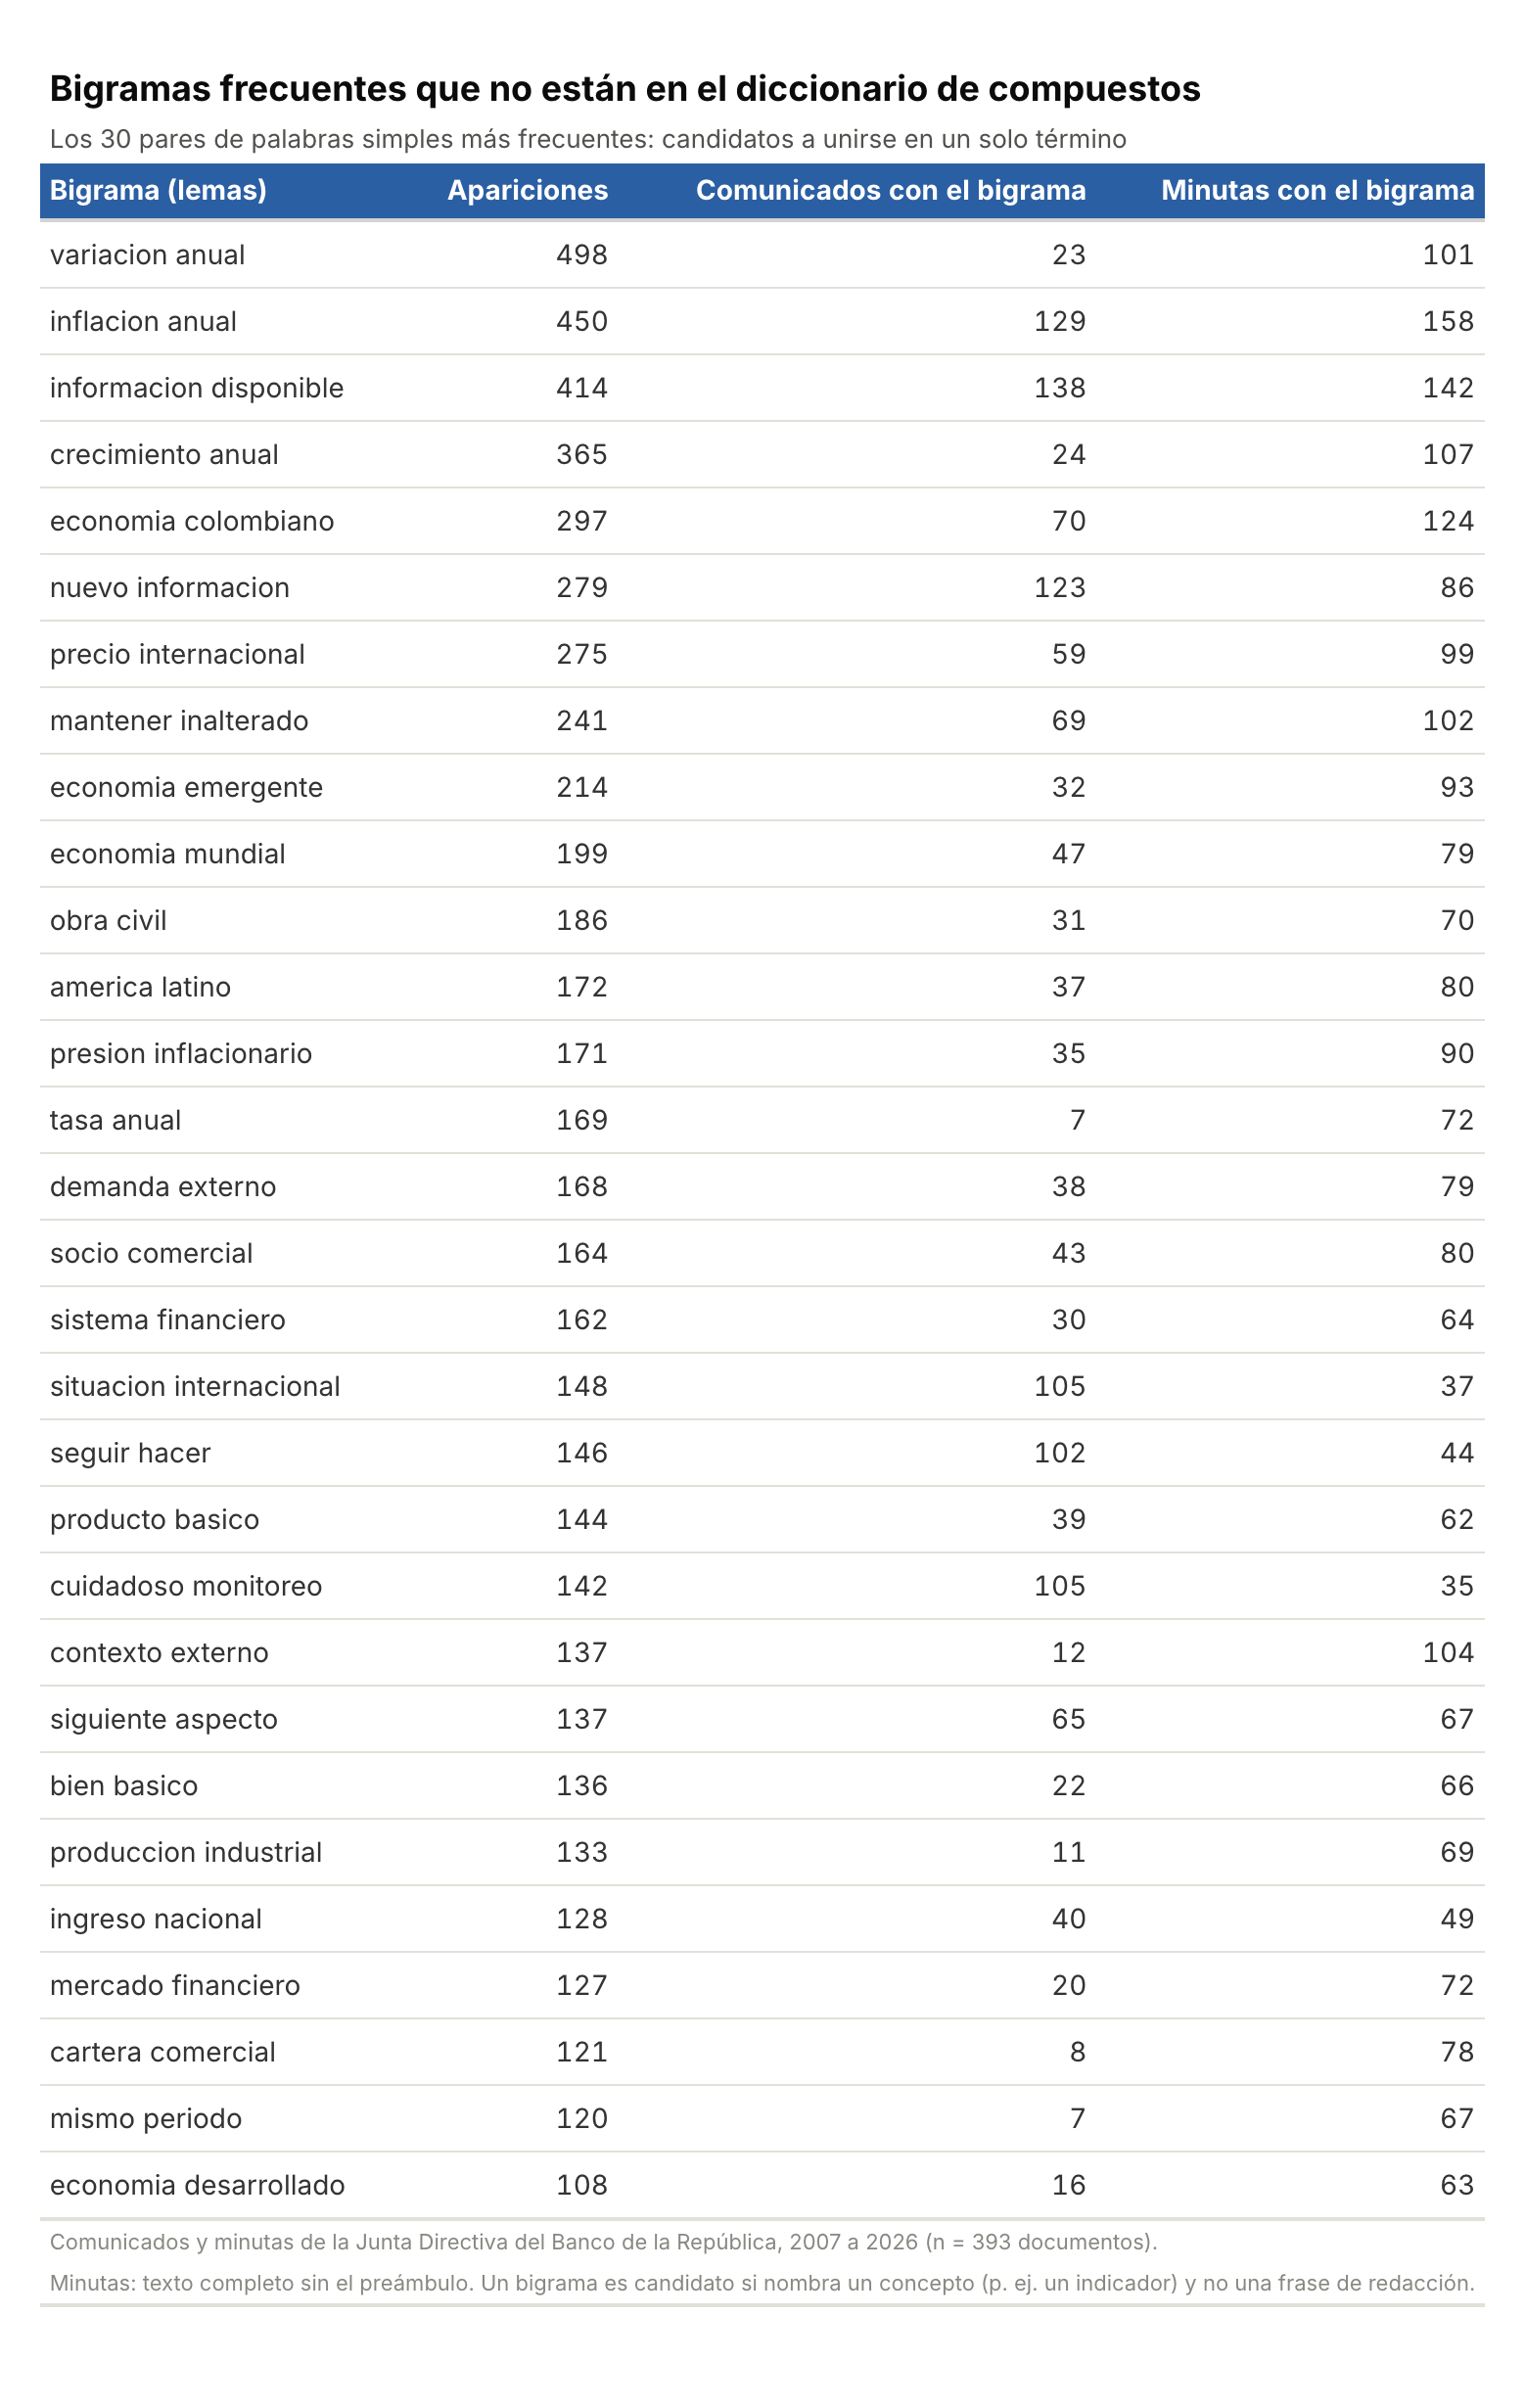 Bigramas frecuentes que no están en el diccionario de compuestos
Los 30 pares de palabras simples más frecuentes: candidatos a unirse en un solo término
Bigrama (lemas) Apariciones Comunicados con el bigrama Minutas con el bigrama
variacion anual 498 23 101
inflacion anual 450 129 158
informacion disponible 414 138 142
crecimiento anual 365 24 107
economia colombiano 297 70 124
nuevo informacion 279 123 86
precio internacional 275 59 99
mantener inalterado 241 69 102
economia emergente 214 32 93
economia mundial 199 47 79
obra civil 186 31 70
america latino 172 37 80
presion inflacionario 171 35 90
tasa anual 169 7 72
demanda externo 168 38 79
socio comercial 164 43 80
sistema financiero 162 30 64
situacion internacional 148 105 37
seguir hacer 146 102 44
producto basico 144 39 62
cuidadoso monitoreo 142 105 35
contexto externo 137 12 104
siguiente aspecto 137 65 67
bien basico 136 22 66
produccion industrial 133 11 69
ingreso nacional 128 40 49
mercado financiero 127 20 72
cartera comercial 121 8 78
mismo periodo 120 7 67
economia desarrollado 108 16 63
Comunicados y minutas de la Junta Directiva del Banco de la República, 2007 a 2026 (n = 393 documentos).
Minutas: texto completo sin el preámbulo. Un bigrama es candidato si nombra un concepto (p. ej. un indicador) y no una frase de redacción.